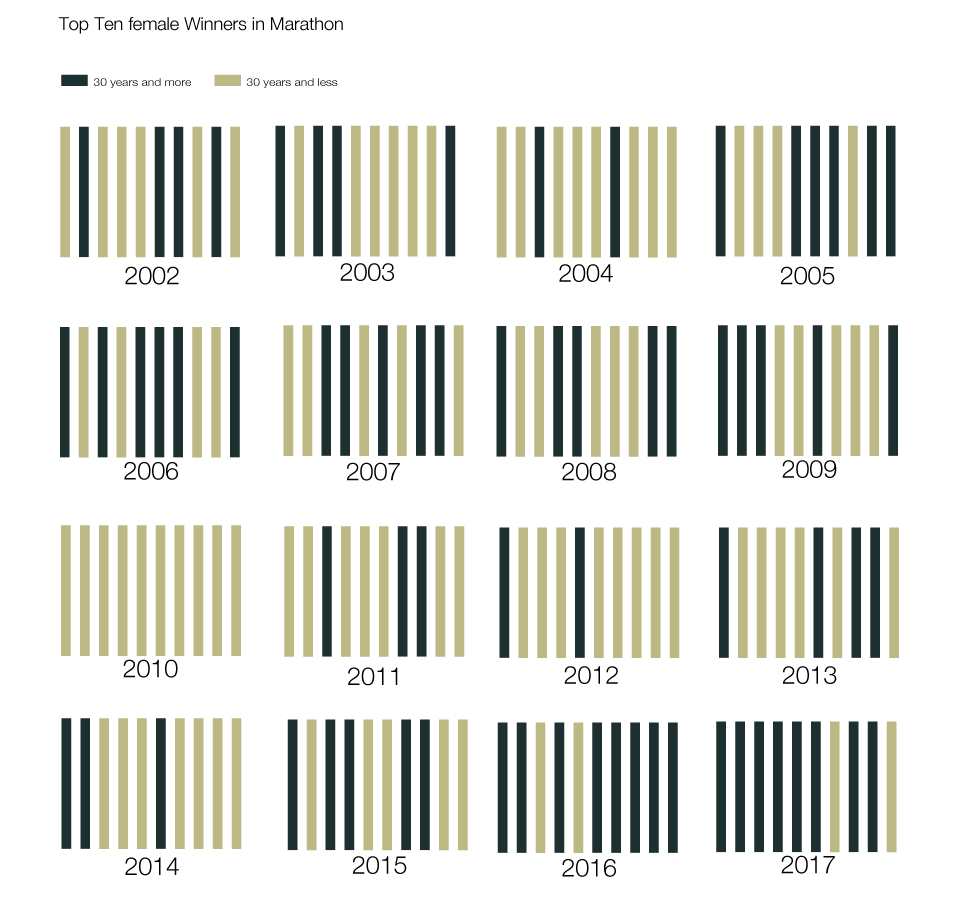 Top Ten female Winners in Marathon
30 years and more 30 years and less
2002 2003 2004 2005
2006 2007 2008 2009
2010 2011 2012 2013
2014 2015 2016 2017